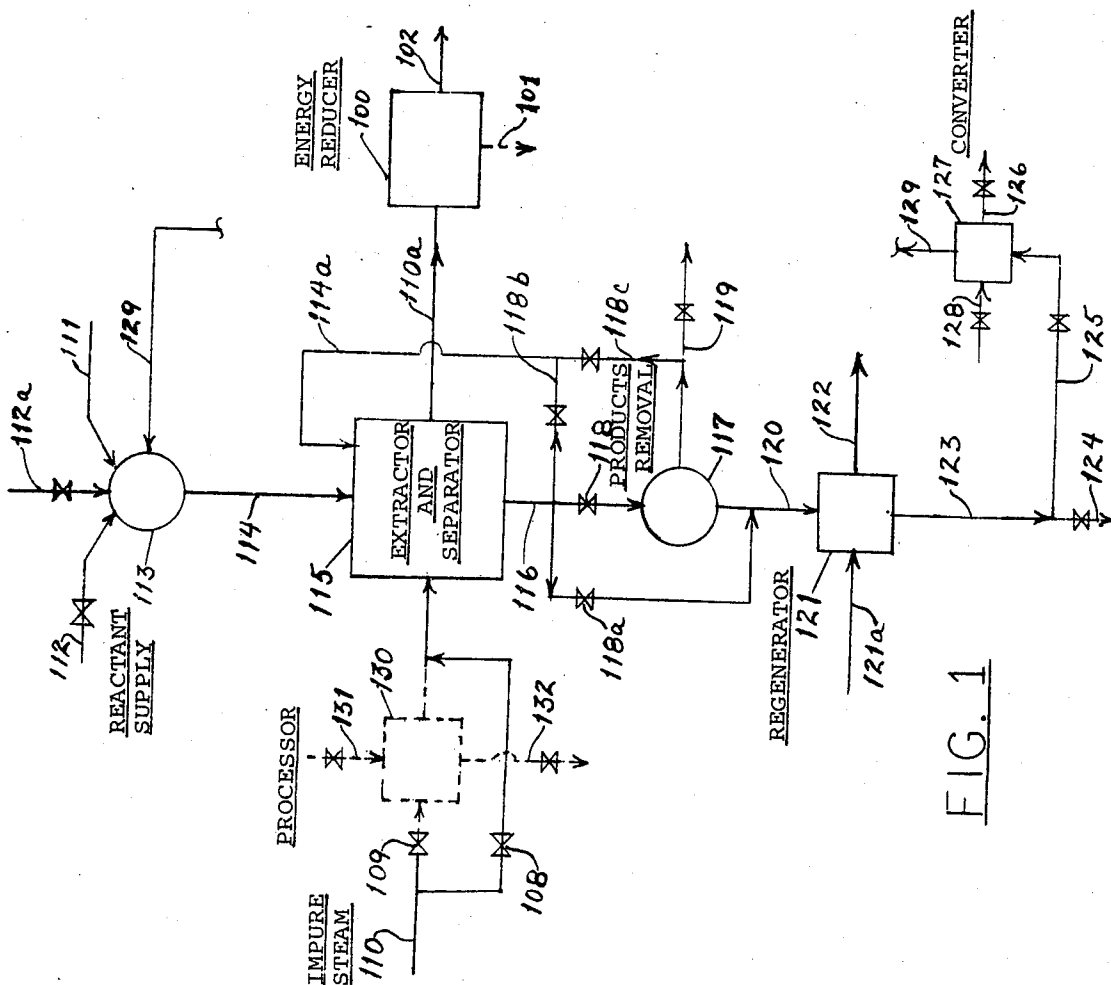 112a
111
129
112
113
REACTANT
SUPPLY
114
114a
ENERGY
REDUCER
100
102
101
110a
115
EXTRACTOR
AND
SEPARATOR
PROCESSOR
131
130
132
IMPURE
STEAM
110
109
108
116
118
118a
118b
118c
PRODUCTS
REMOVAL
119
117
120
REGENERATOR
121
121a
122
123
124
125
CONVERTER
129
127
126
128
FIG. 1